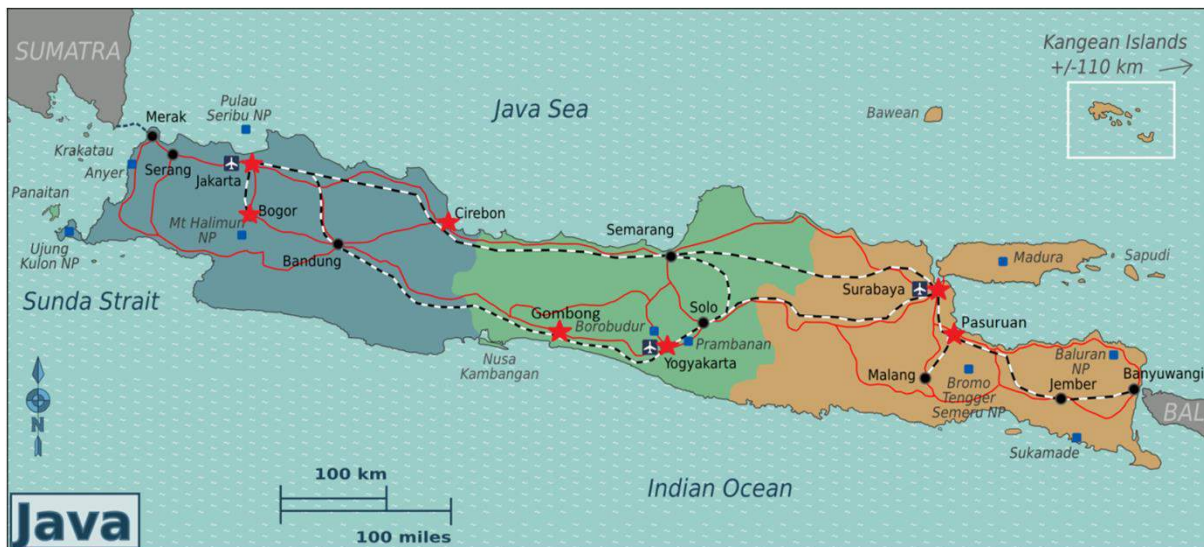 SUMATRA
Kangean Islands
+/-110 km
Java Sea
Bawean
Pulau
Seribu NP
Merak
Krakatau
Anyer
Serang
Jakarta
Panaitan
Bogor
Mt Halimun
NP
Cirebon
Semarang
Ujung
Kulon NP
Bandung
Madura
Sapudi
Surabaya
Sunda Strait
Gombong
Borobudur
Solo
Prambanan
Yogyakarta
Pasuruan
Nusa
Kambangan
Malang
Baluran
NP
Banyuwangi
Bromo
Tengger
Semeru NP
Jember
BAL
N
Sukamade
100 km
100 miles
Indian Ocean
Java